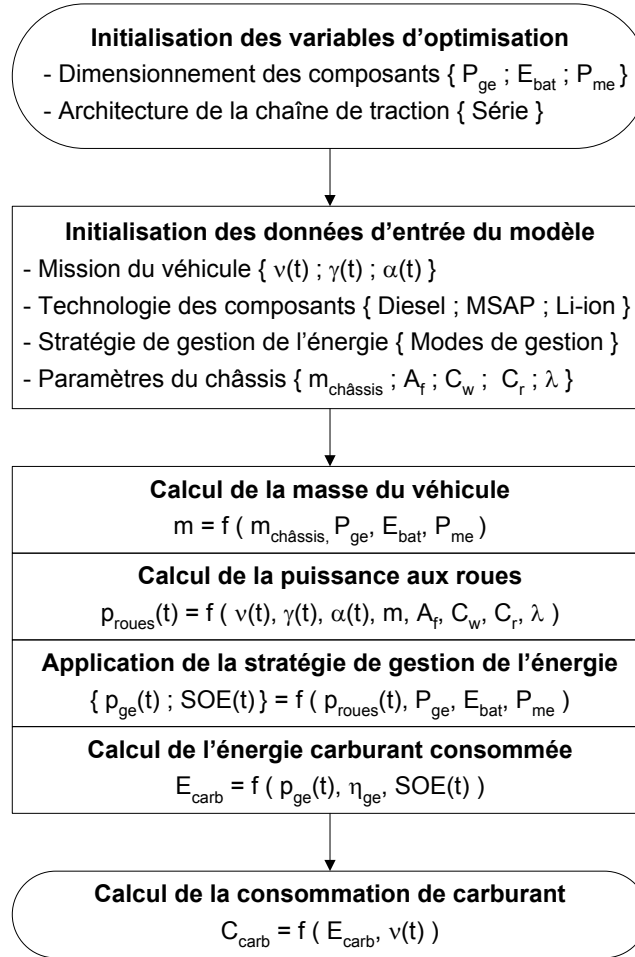 Initialisation des variables d’optimisation
- Dimensionnement des composants { P_ge ; E_bat ; P_me }
- Architecture de la chaîne de traction { Série }
Initialisation des données d’entrée du modèle
- Mission du véhicule { ν(t) ; γ(t) ; α(t) }
- Technologie des composants { Diesel ; MSAP ; Li-ion }
- Stratégie de gestion de l’énergie { Modes de gestion }
- Paramètres du châssis { m_châssis ; A_f ; C_w ; C_r ; λ }
Calcul de la masse du véhicule
m = f ( m_châssis, P_ge, E_bat, P_me )
Calcul de la puissance aux roues
p_roues(t) = f ( ν(t), γ(t), α(t), m, A_f, C_w, C_r, λ )
Application de la stratégie de gestion de l’énergie
{ p_ge(t) ; SOE(t) } = f ( p_roues(t), P_ge, E_bat, P_me )
Calcul de l’énergie carburant consommée
E_carb = f ( p_ge(t), η_ge, SOE(t) )
Calcul de la consommation de carburant
C_carb = f ( E_carb, ν(t) )